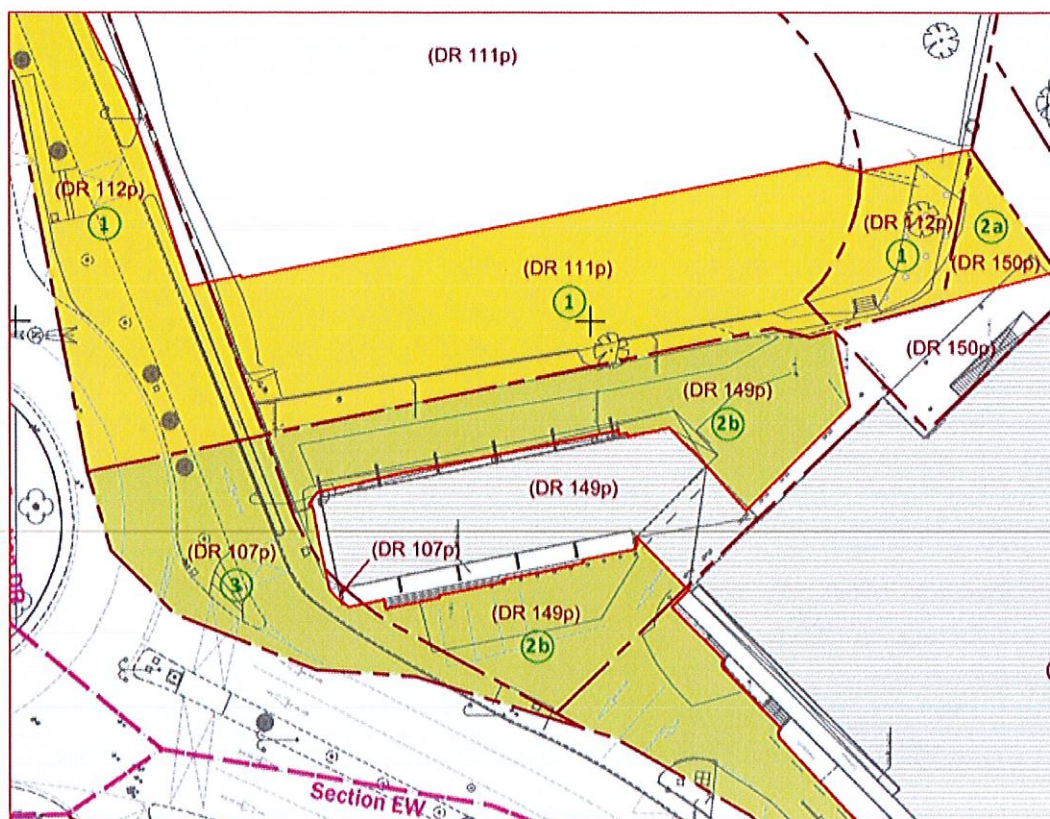 (DR 111p)
(DR 112p)
1
(DR 112p)
1
2a
(DR 150p)
(DR 111p)
1
(DR 150p)
(DR 149p)
2b
(DR 149p)
(DR 107p)
3
(DR 107p)
(DR 149p)
2b
Section EW